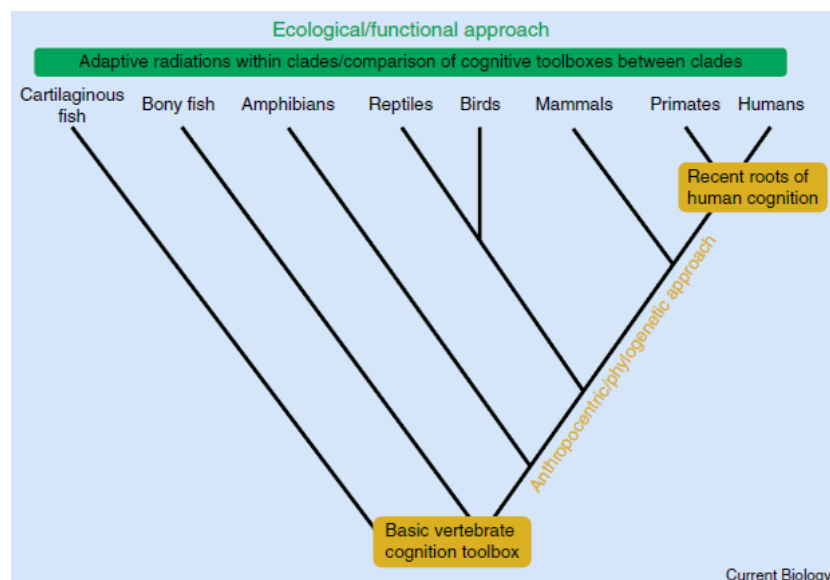 Ecological/functional approach
Adaptive radiations within clades/comparison of cognitive toolboxes between clades
Cartilaginous
fish
Bony fish
Amphibians
Reptiles
Birds
Mammals
Primates
Humans
Recent roots of
human cognition
Anthropocentric/phylogenetic approach
Basic vertebrate
cognition toolbox
Current Biology